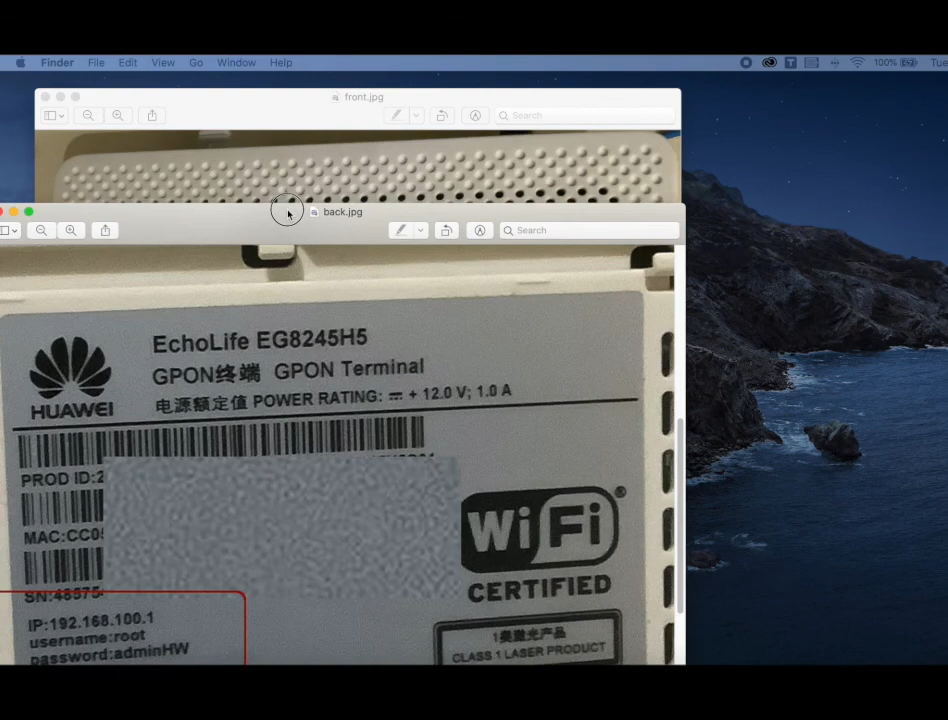 Finder File Edit View Go Window Help 100% Tue
front.jpg
Search
back.jpg
Search
HUAWEI
EchoLife EG8245H5
GPON终端 GPON Terminal
电源额定值 POWER RATING: ⎓ + 12.0 V; 1.0 A
PROD ID:2
MAC:CC0
SN:48575
WiFi®
CERTIFIED
IP:192.168.100.1
username:root
password:adminHW
1类激光产品
CLASS 1 LASER PRODUCT